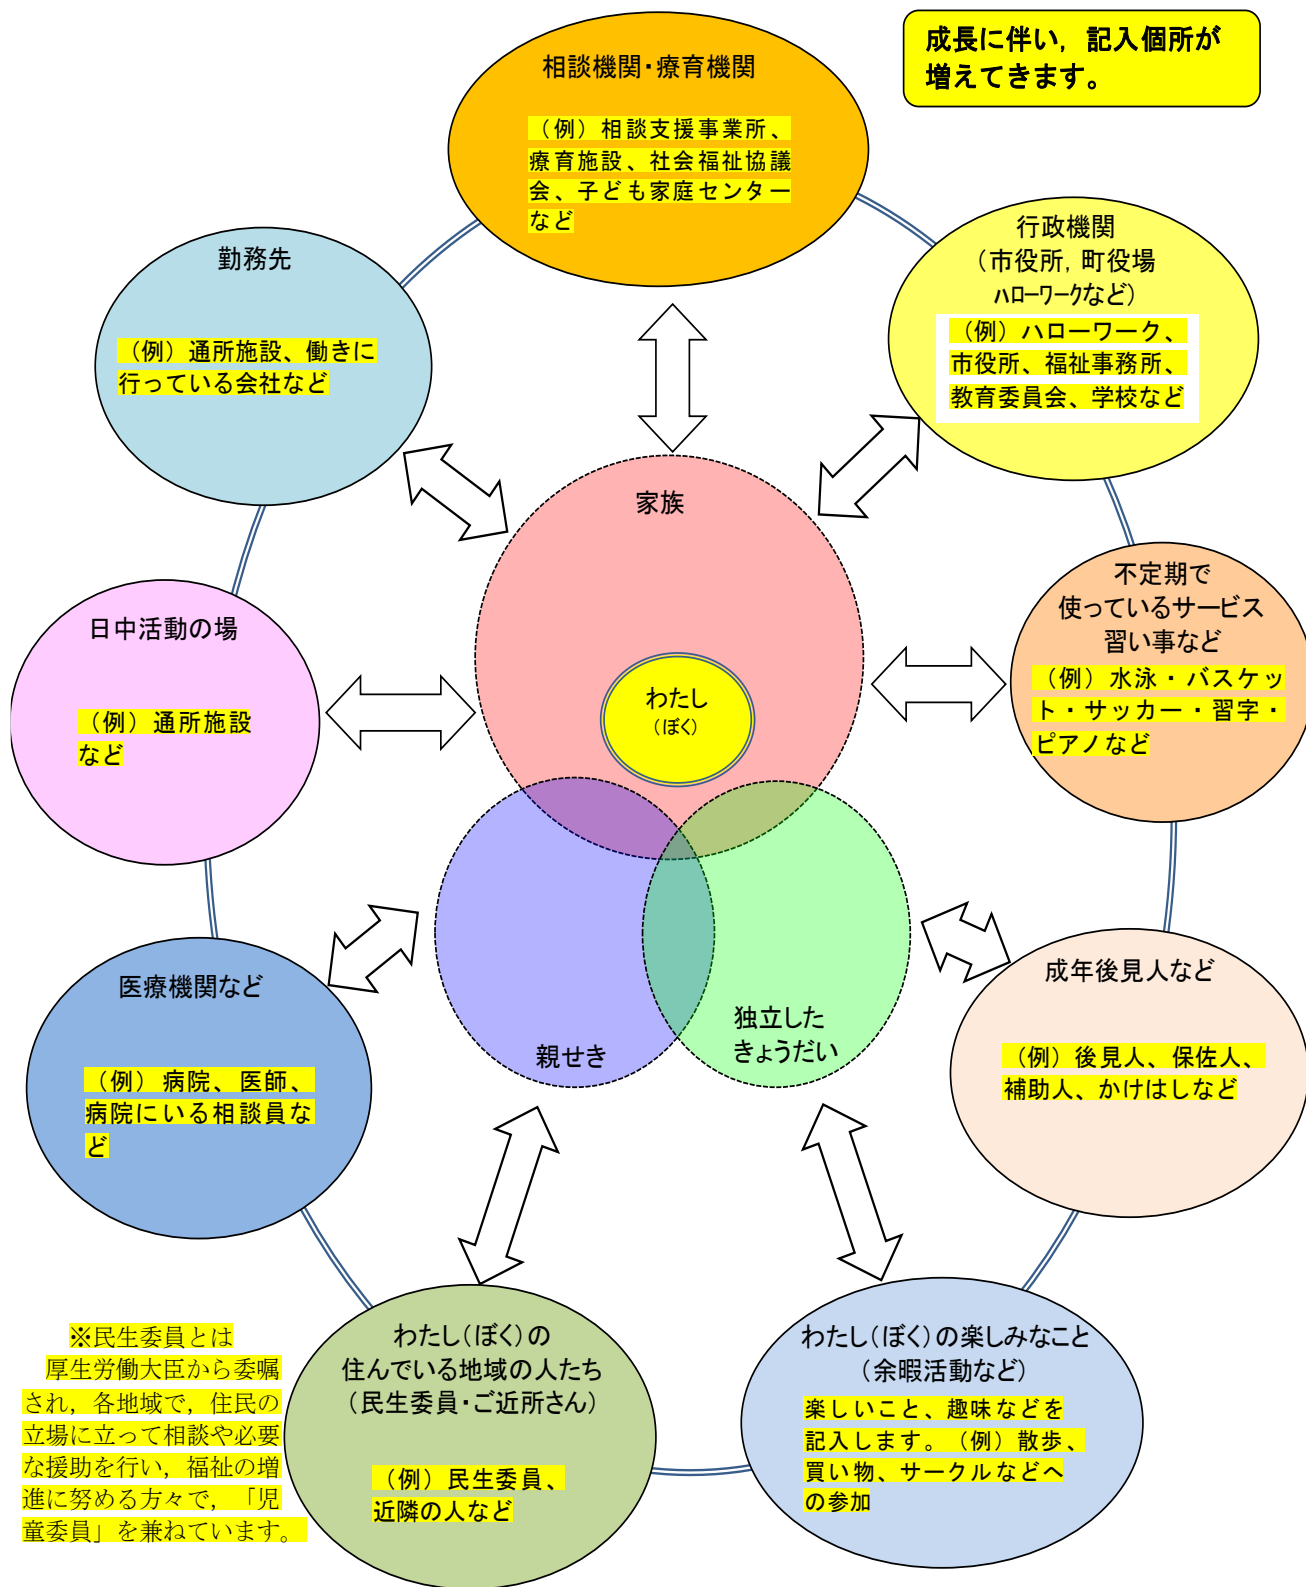 成長に伴い，記入個所が
増えてきます。
相談機関・療育機関
（例）相談支援事業所、
療育施設、社会福祉協議
会、子ども家庭センター
など
行政機関
（市役所，町役場
ハローワークなど）
（例）ハローワーク、
市役所、福祉事務所、
教育委員会、学校など
勤務先
（例）通所施設、働きに
行っている会社など
家族
不定期で
使っているサービス
習い事など
（例）水泳・バスケッ
ト・サッカー・習字・
ピアノなど
日中活動の場
（例）通所施設
など
わたし
（ぼく）
医療機関など
（例）病院、医師、
病院にいる相談員な
ど
親せき
独立した
きょうだい
成年後見人など
（例）後見人、保佐人、
補助人、かけはしなど
わたし（ぼく）の
住んでいる地域の人たち
（民生委員・ご近所さん）
（例）民生委員、
近隣の人など
わたし（ぼく）の楽しみなこと
（余暇活動など）
楽しいこと、趣味などを
記入します。（例）散歩、
買い物、サークルなどへ
の参加
※民生委員とは
厚生労働大臣から委嘱
され，各地域で，住民の
立場に立って相談や必要
な援助を行い，福祉の増
進に努める方々で，「児
童委員」を兼ねています。